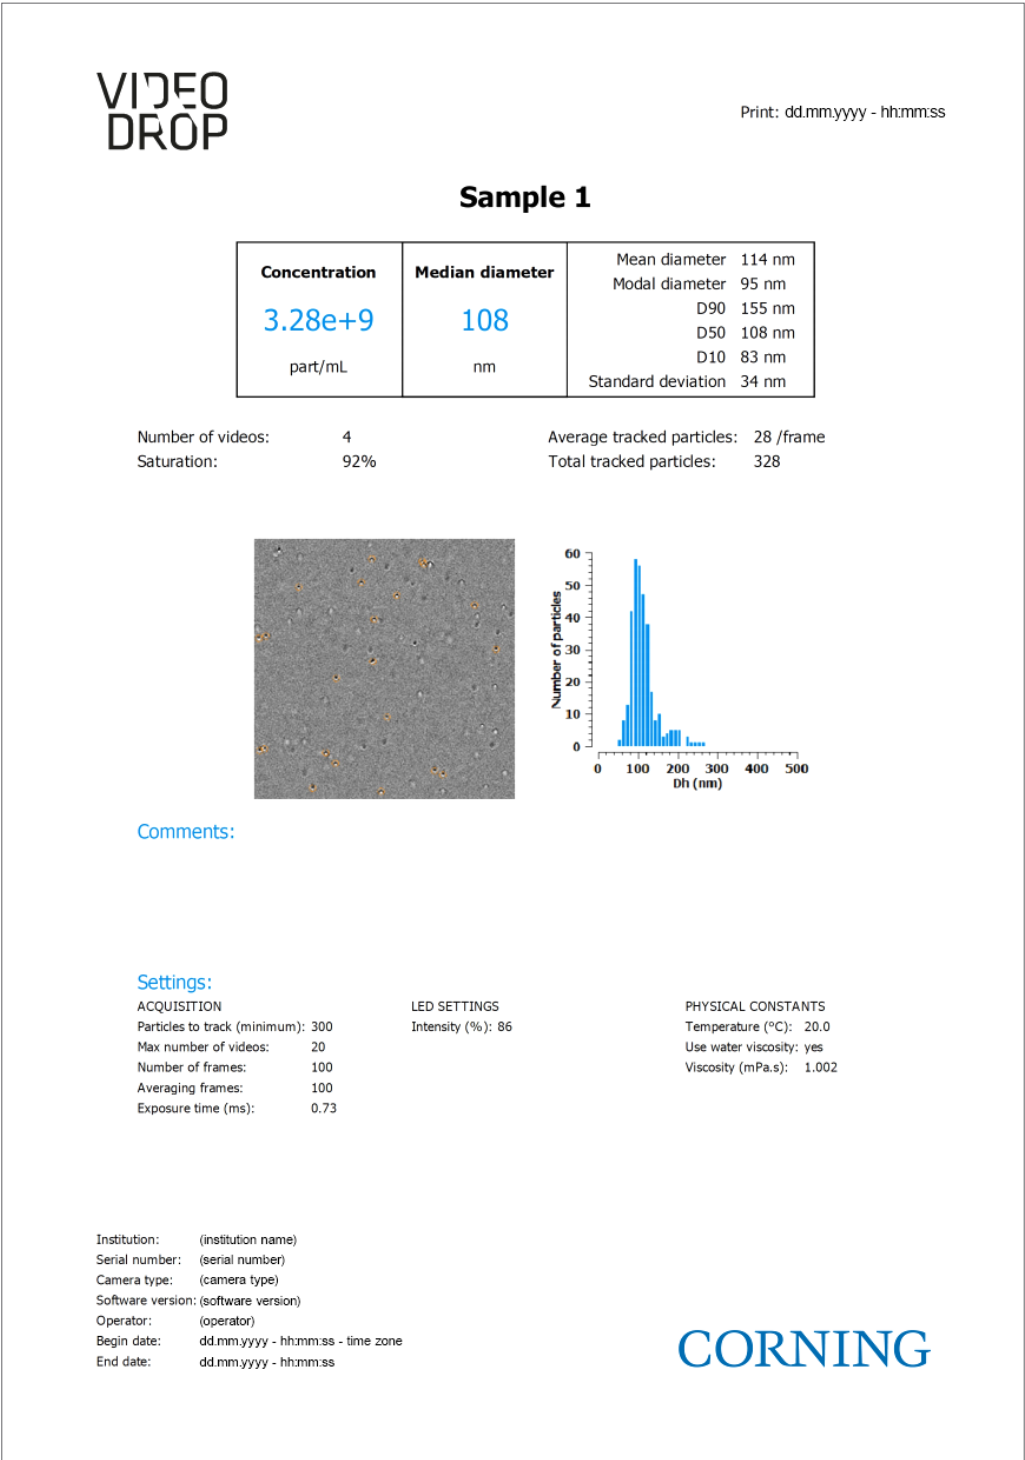 VIDEO
DROP
Print: dd.mm.yyyy - hh:mm:ss
Sample 1
Concentration
3.28e+9
part/mL
Median diameter
108
nm
Mean diameter 114 nm
Modal diameter 95 nm
D90 155 nm
D50 108 nm
D10 83 nm
Standard deviation 34 nm
Number of videos: 4
Saturation: 92%
Average tracked particles: 28 /frame
Total tracked particles: 328
Number of particles
60
50
40
30
20
10
0
0 100 200 300 400 500
Dh (nm)
Comments:
Settings:
ACQUISITION
Particles to track (minimum): 300
Max number of videos: 20
Number of frames: 100
Averaging frames: 100
Exposure time (ms): 0.73
LED SETTINGS
Intensity (%): 86
PHYSICAL CONSTANTS
Temperature (°C): 20.0
Use water viscosity: yes
Viscosity (mPa.s): 1.002
Institution: (institution name)
Serial number: (serial number)
Camera type: (camera type)
Software version: (software version)
Operator: (operator)
Begin date: dd.mm.yyyy - hh:mm:ss - time zone
End date: dd.mm.yyyy - hh:mm:ss
CORNING